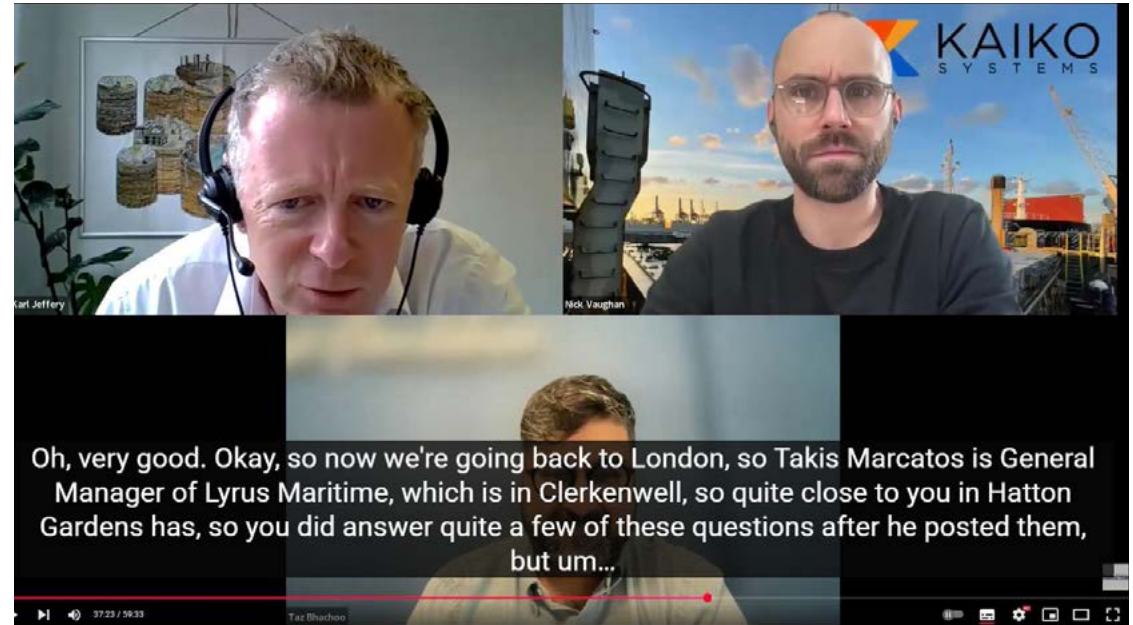 KAIKO
SYSTEMS
Karl Jeffery
Nick Vaughan
Oh, very good. Okay, so now we're going back to London, so Takis Marcatos is General
Manager of Lyrus Maritime, which is in Clerkenwell, so quite close to you in Hatton
Gardens has, so you did answer quite a few of these questions after he posted them,
but um...
Taz Bhachoo
37:23 / 59:33